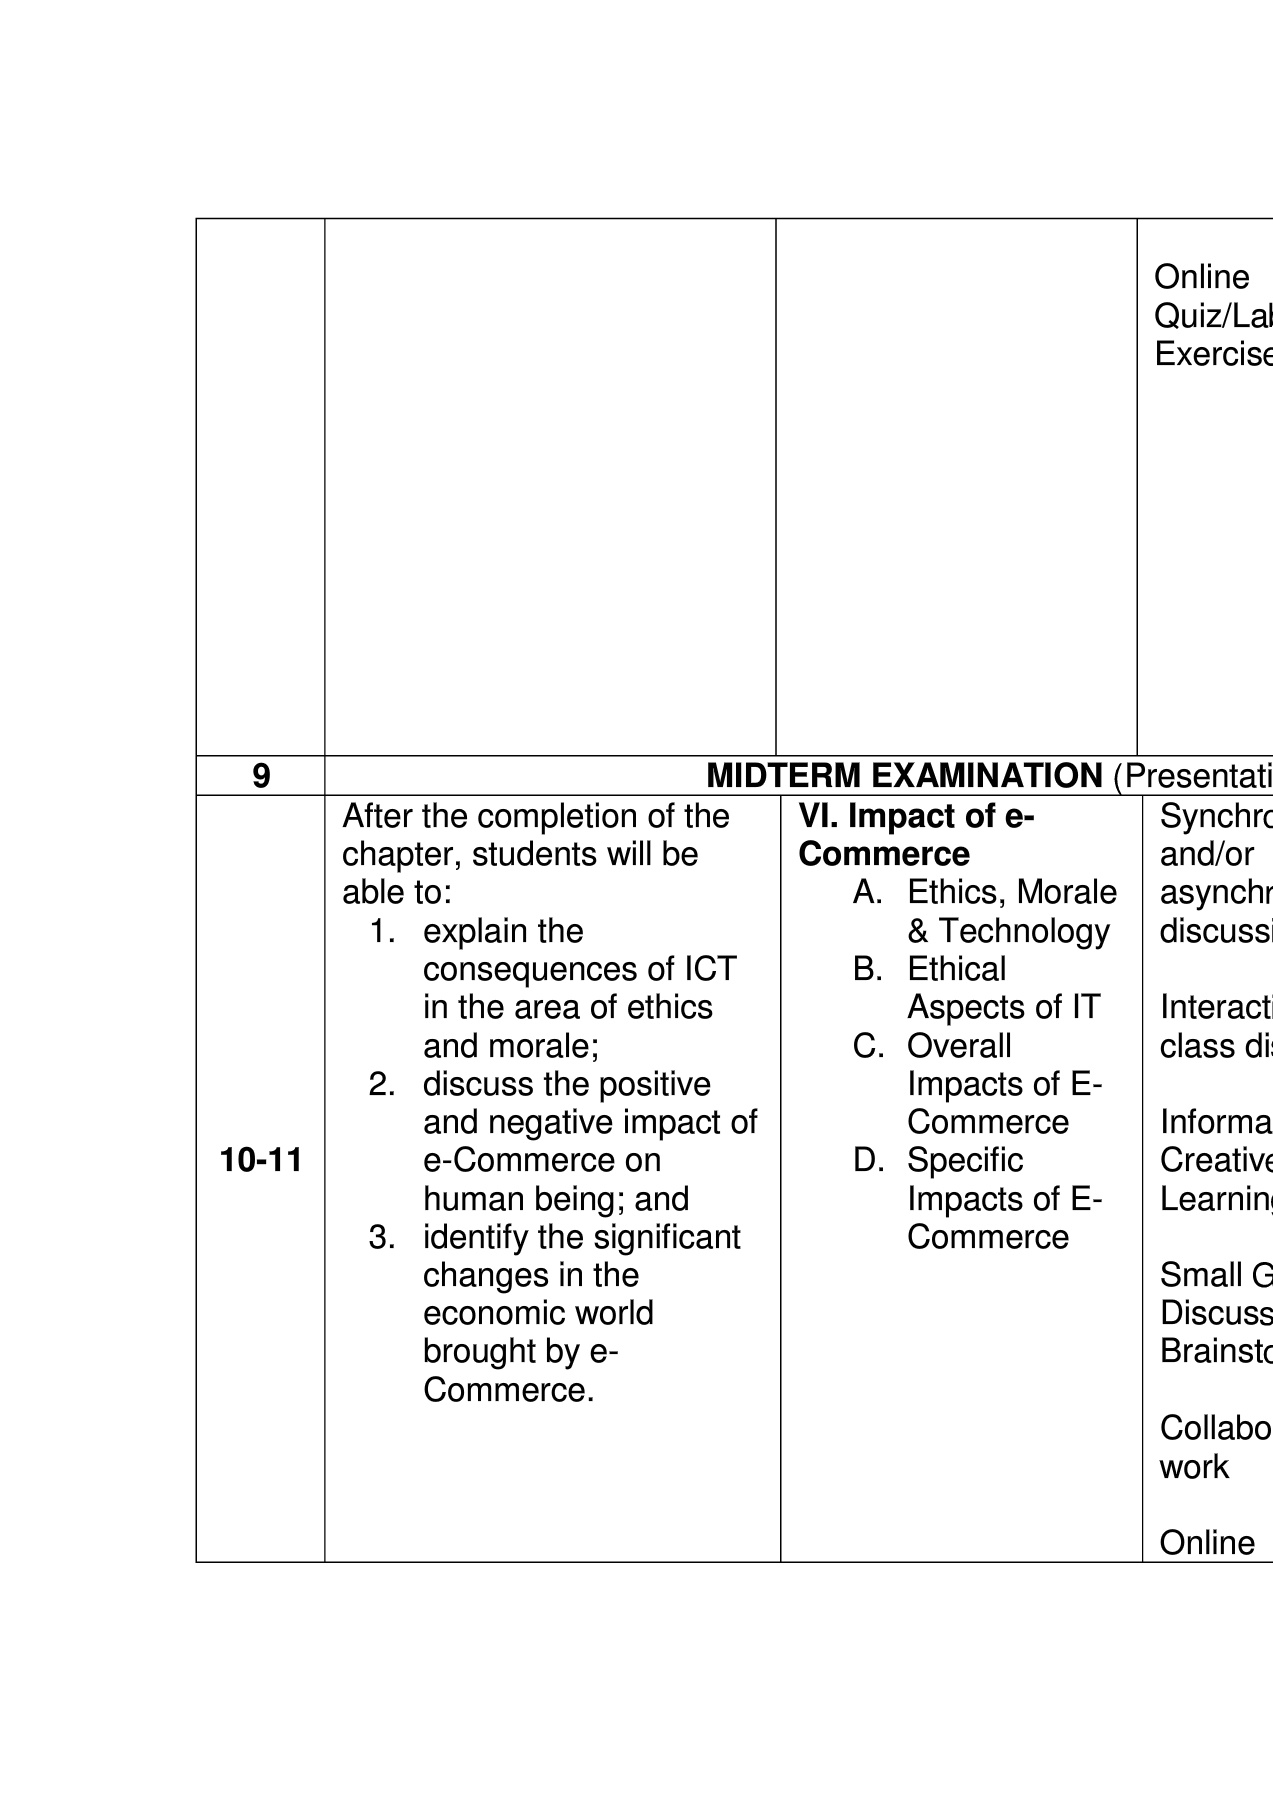 Online
Quiz/Lab
Exercise
9
MIDTERM EXAMINATION (Presentati
10-11
After the completion of the
chapter, students will be
able to:
1. explain the
consequences of ICT
in the area of ethics
and morale;
2. discuss the positive
and negative impact of
e-Commerce on
human being; and
3. identify the significant
changes in the
economic world
brought by e-
Commerce.
VI. Impact of e-
Commerce
A. Ethics, Morale
& Technology
B. Ethical
Aspects of IT
C. Overall
Impacts of E-
Commerce
D. Specific
Impacts of E-
Commerce
Synchro
and/or
asynchr
discussi
Interacti
class dis
Informa
Creative
Learning
Small G
Discuss
Brainsto
Collabo
work
Online